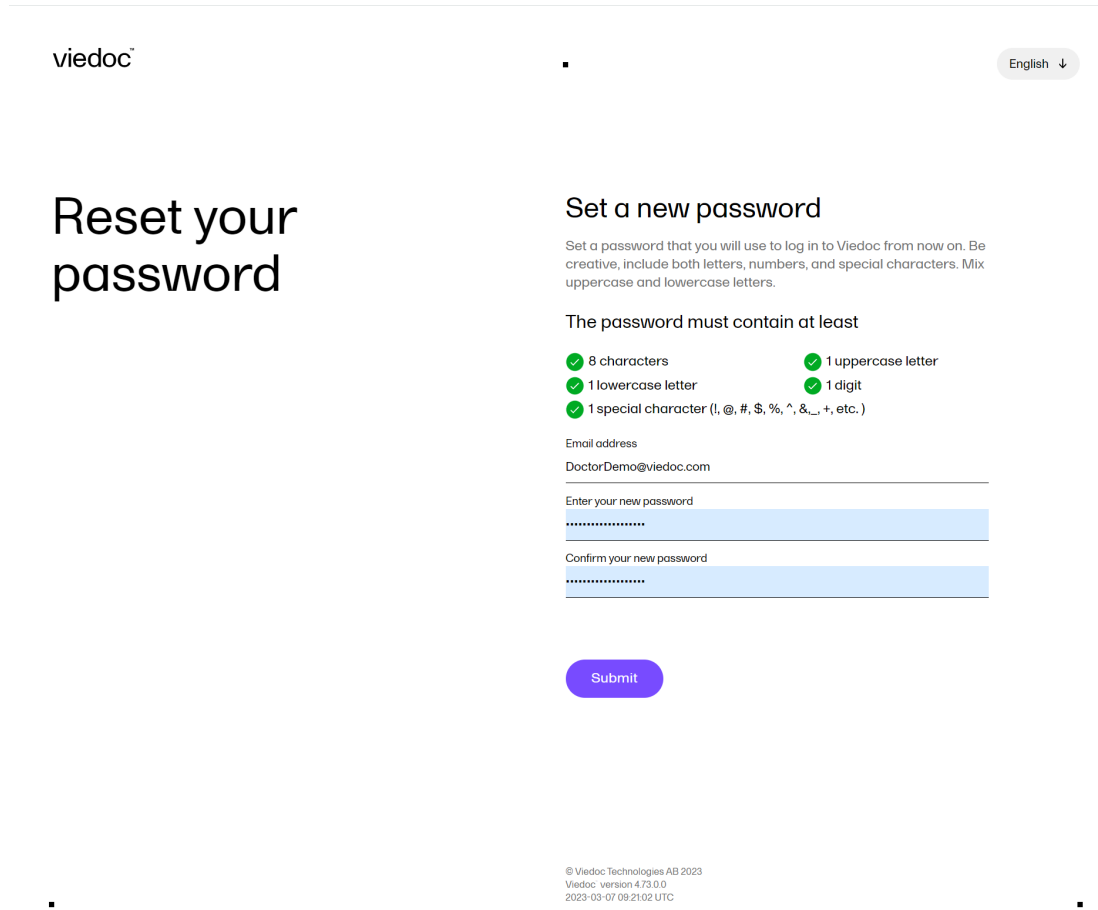 viedoc™
English ↓
Reset your
password
Set a new password
Set a password that you will use to log in to Viedoc from now on. Be
creative, include both letters, numbers, and special characters. Mix
uppercase and lowercase letters.
The password must contain at least
8 characters
1 uppercase letter
1 lowercase letter
1 digit
1 special character (!, @, #, $, %, ^, &,_, +, etc. )
Email address
DoctorDemo@viedoc.com
Enter your new password
•••••••••••••••••••
Confirm your new password
•••••••••••••••••••
Submit
© Viedoc Technologies AB 2023
Viedoc version 4.73.0.0
2023-03-07 09:21:02 UTC